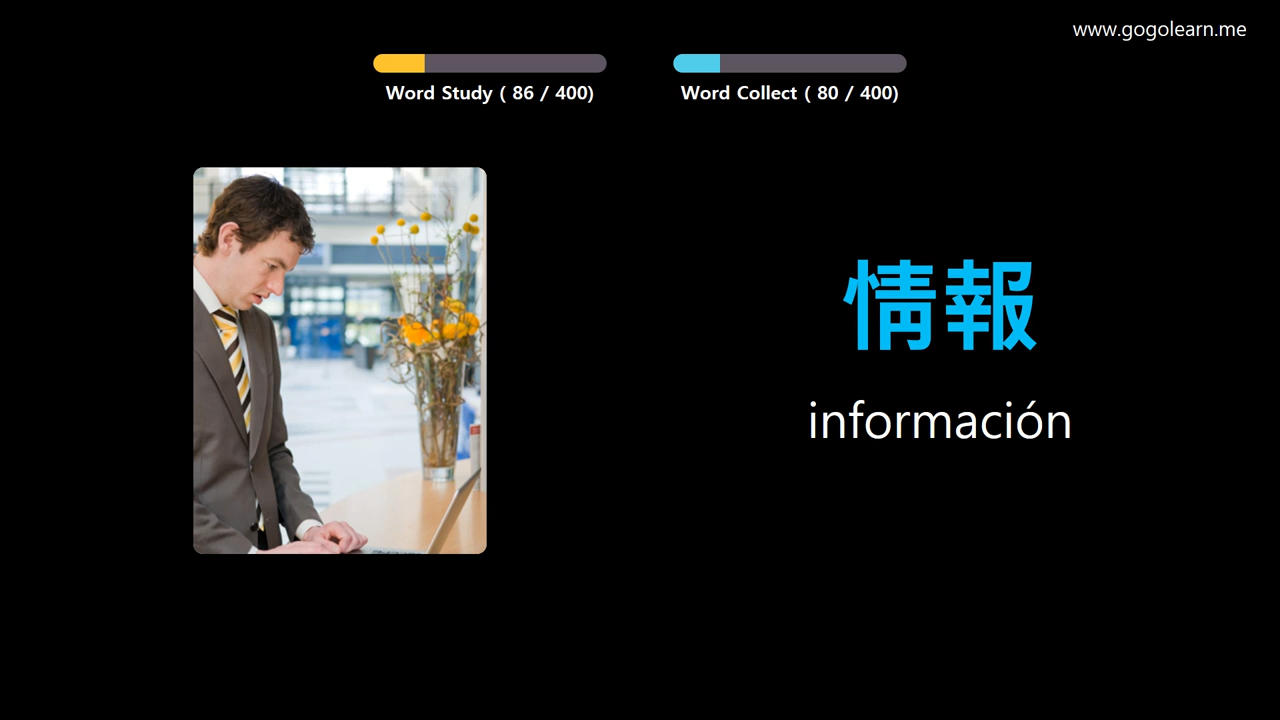 www.gogolearn.me
Word Study ( 86 / 400)
Word Collect ( 80 / 400)
情報
información